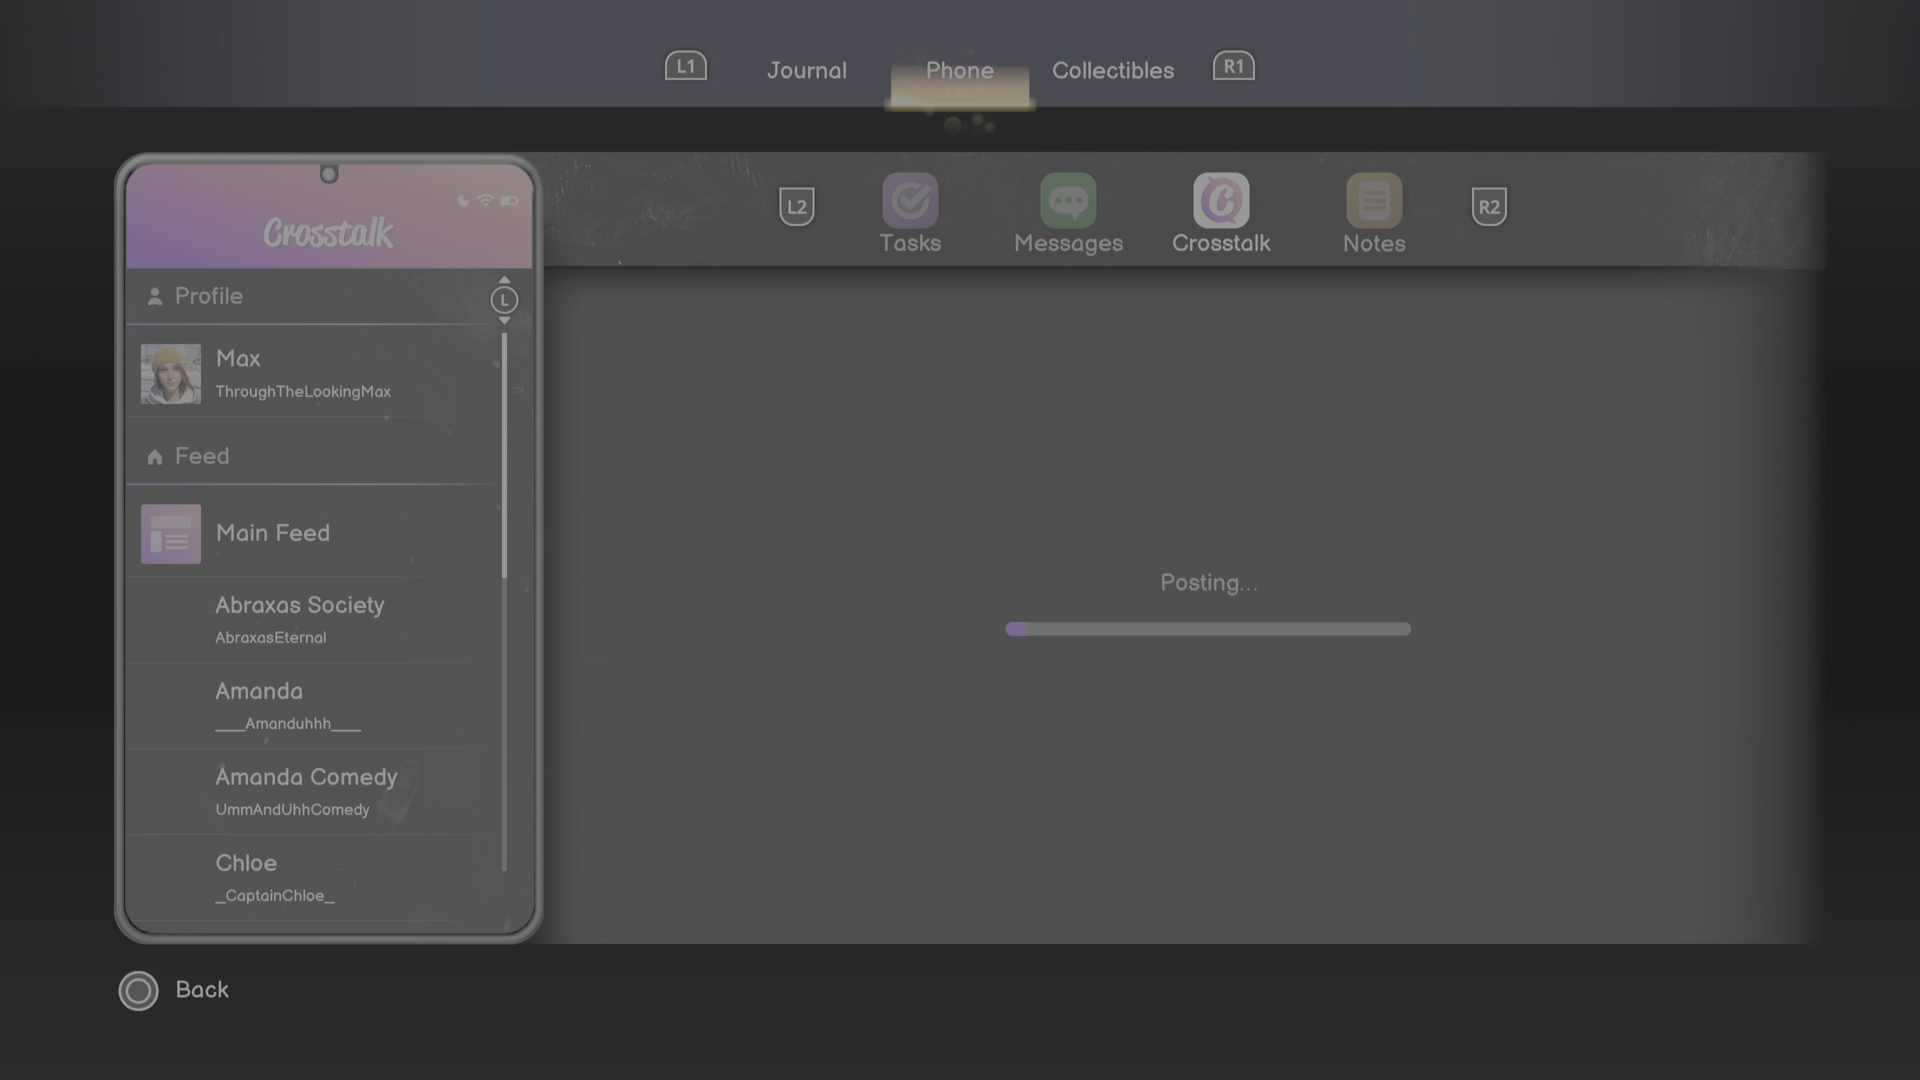 L1
Journal
Phone
Collectibles
R1
Crosstalk
L2
Tasks
Messages
Crosstalk
Notes
R2
Profile
L
Max
ThroughTheLookingMax
Feed
Main Feed
Abraxas Society
AbraxasEternal
Amanda
___Amanduhhh___
Amanda Comedy
UmmAndUhhComedy
Chloe
_CaptainChloe_
Posting...
Back